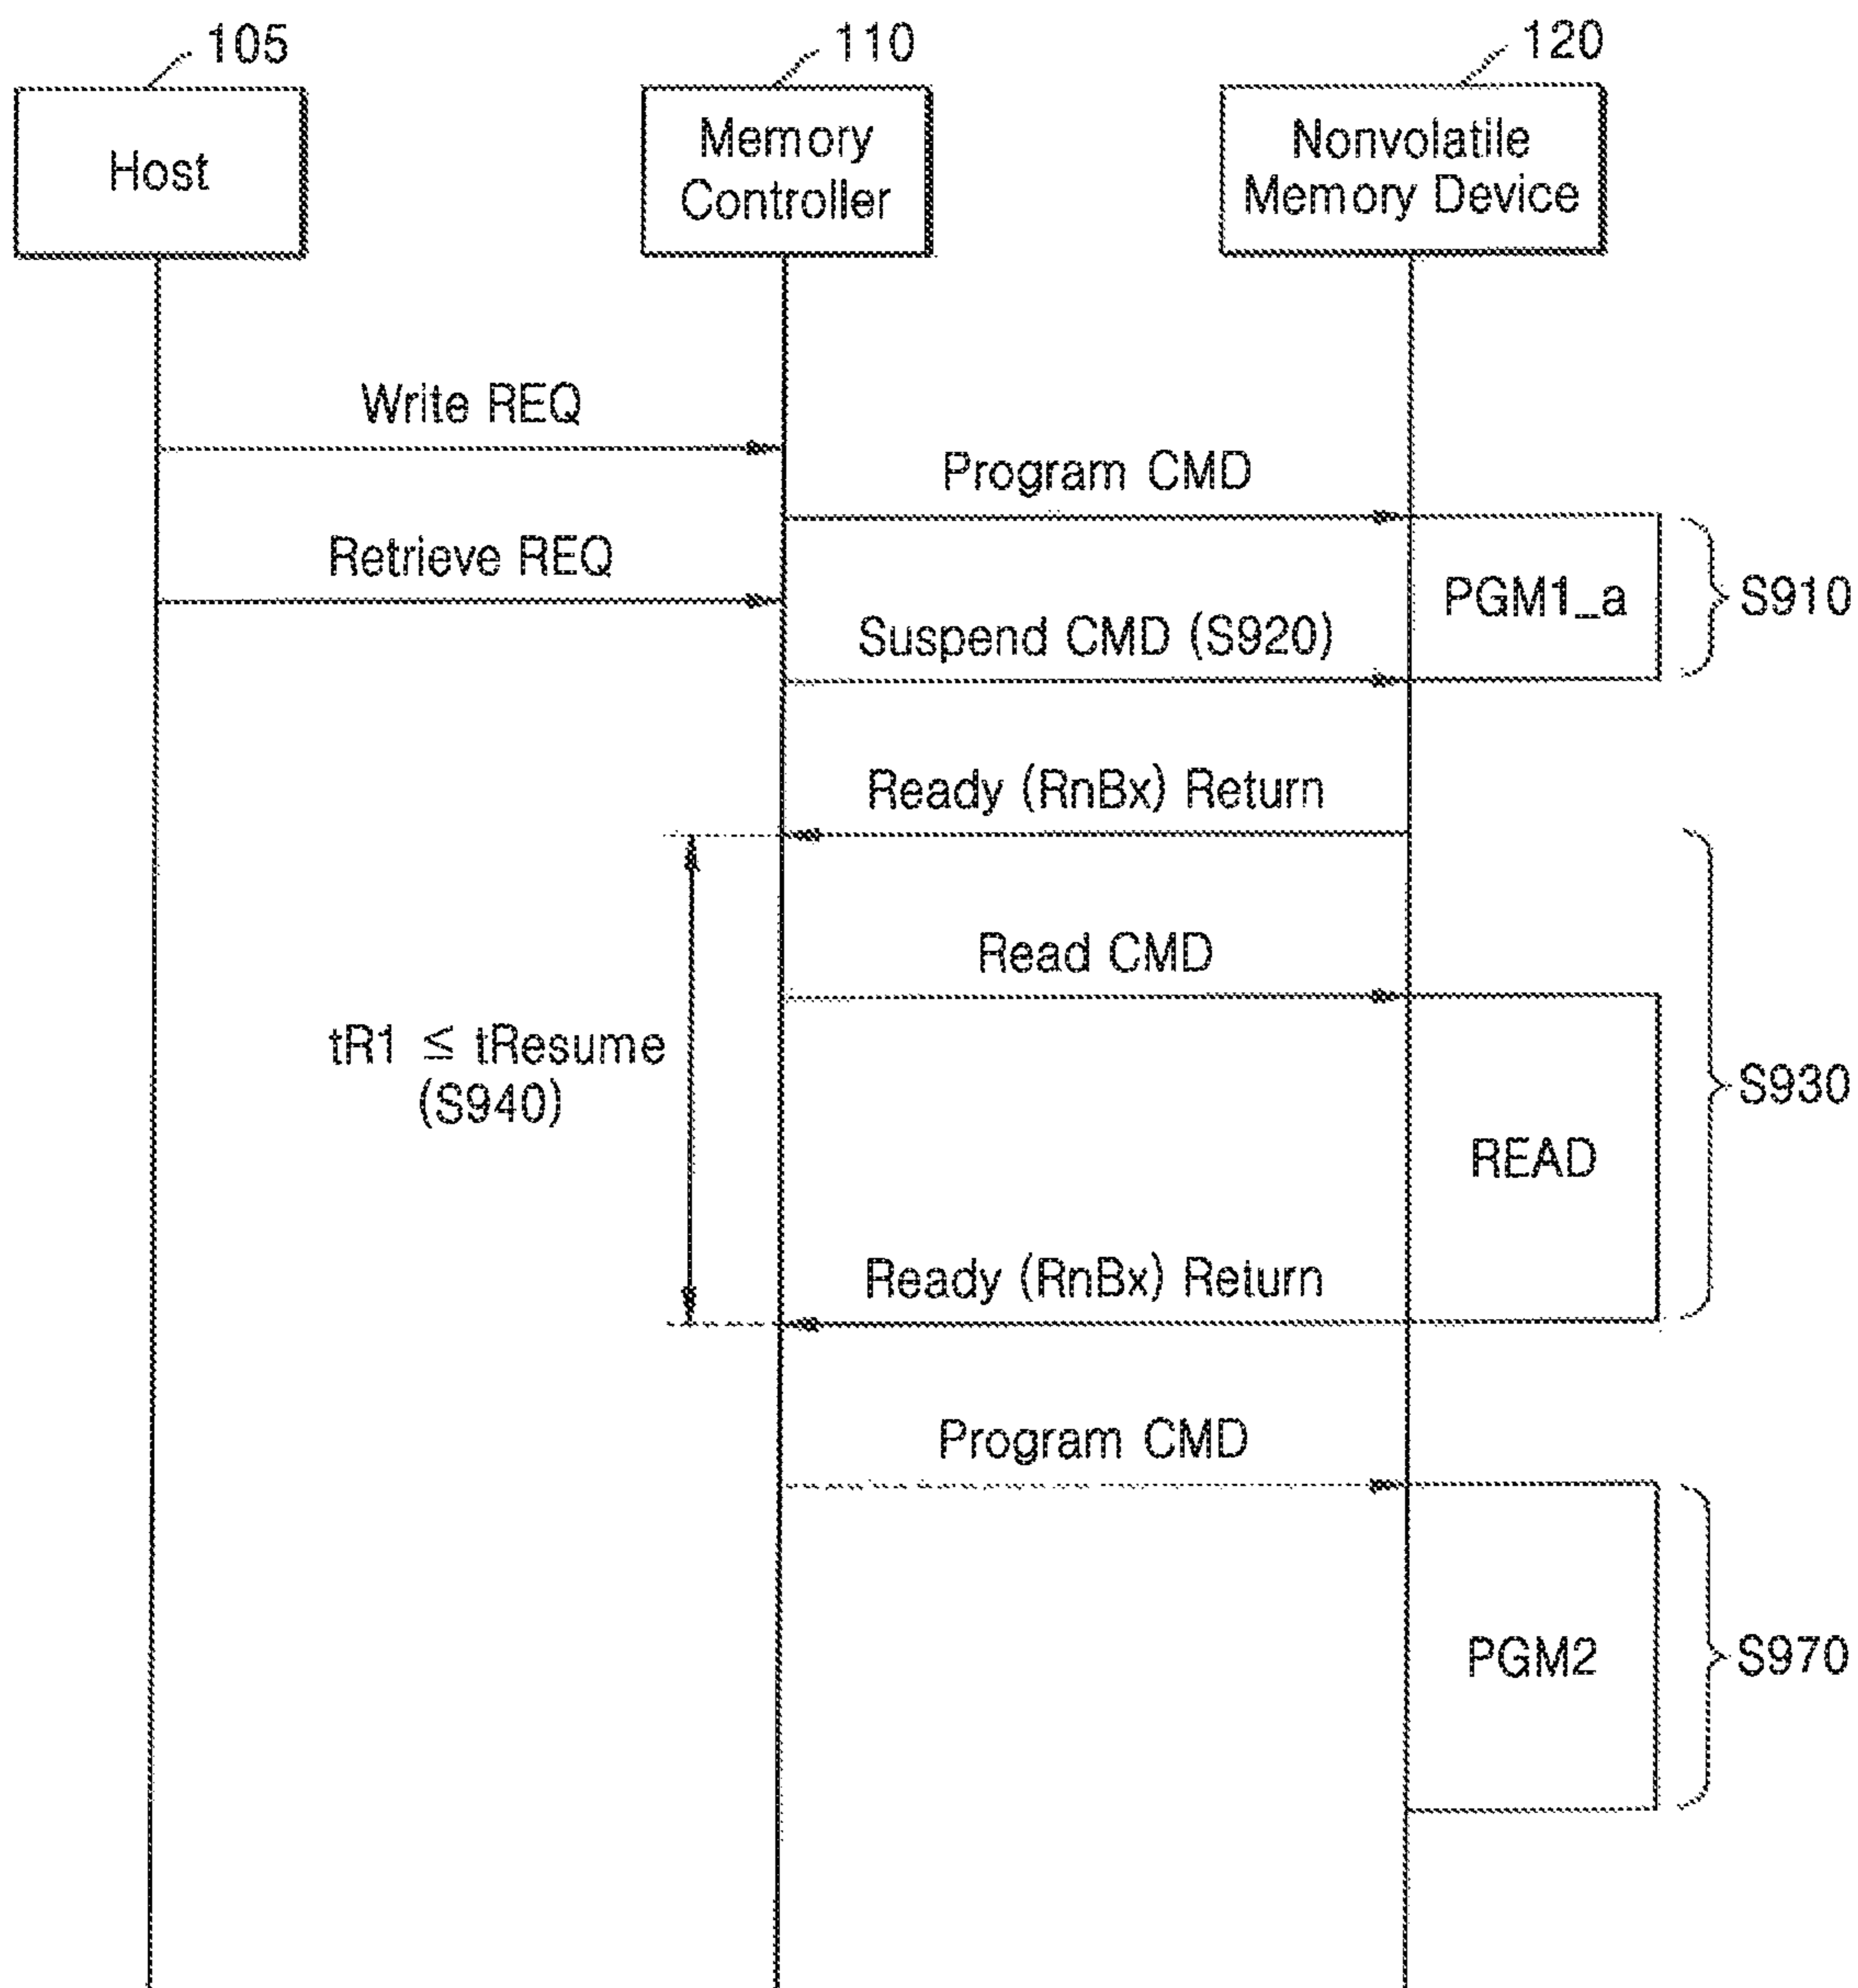 105
110
120
Host
Memory
Controller
Nonvolatile
Memory Device
Write REQ
Program CMD
Retrieve REQ
PGM1_a
S910
Suspend CMD (S920)
Ready (RnBx) Return
Read CMD
tR1 ≤ tResume
(S940)
S930
READ
Ready (RnBx) Return
Program CMD
PGM2
S970